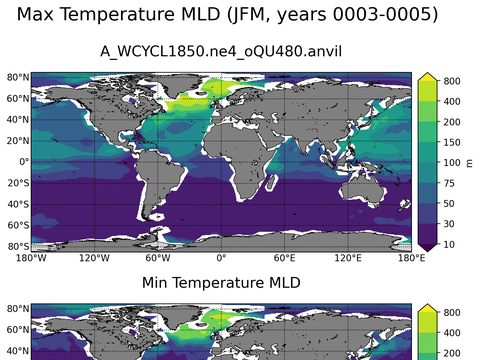 Max Temperature MLD (JFM, years 0003-0005)
A_WCYCL1850.ne4_oQU480.anvil
80°N
60°N
40°N
20°N
0°
20°S
40°S
60°S
80°S
180°W 120°W 60°W 0° 60°E 120°E 180°E
800
400
200
150
100
75
50
30
10
m
Min Temperature MLD
80°N
60°N
40°N
800
400
200